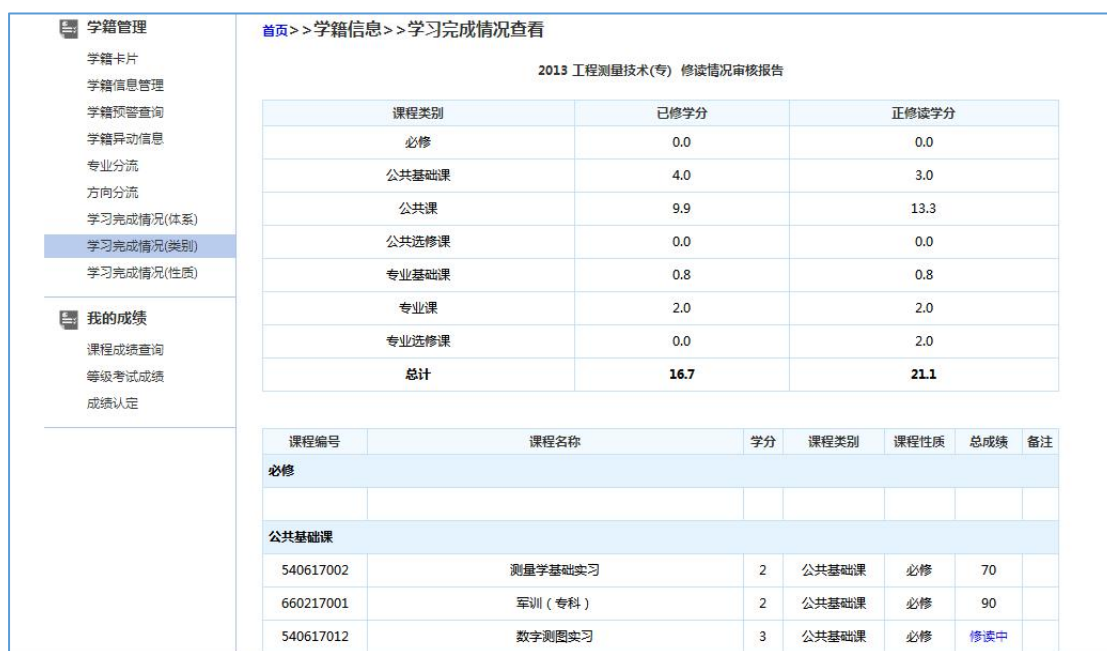 学籍管理
学籍卡片
学籍信息管理
学籍预警查询
学籍异动信息
专业分流
方向分流
学习完成情况(体系)
学习完成情况(类别)
学习完成情况(性质)
我的成绩
课程成绩查询
等级考试成绩
成绩认定
首页>>学籍信息>>学习完成情况查看
2013 工程测量技术(专) 修读情况审核报告
课程类别 已修学分 正修读学分
必修 0.0 0.0
公共基础课 4.0 3.0
公共课 9.9 13.3
公共选修课 0.0 0.0
专业基础课 0.8 0.8
专业课 2.0 2.0
专业选修课 0.0 2.0
总计 16.7 21.1
课程编号 课程名称 学分 课程类别 课程性质 总成绩 备注
必修
公共基础课
540617002 测量学基础实习 2 公共基础课 必修 70
660217001 军训（专科） 2 公共基础课 必修 90
540617012 数字测图实习 3 公共基础课 必修 修读中